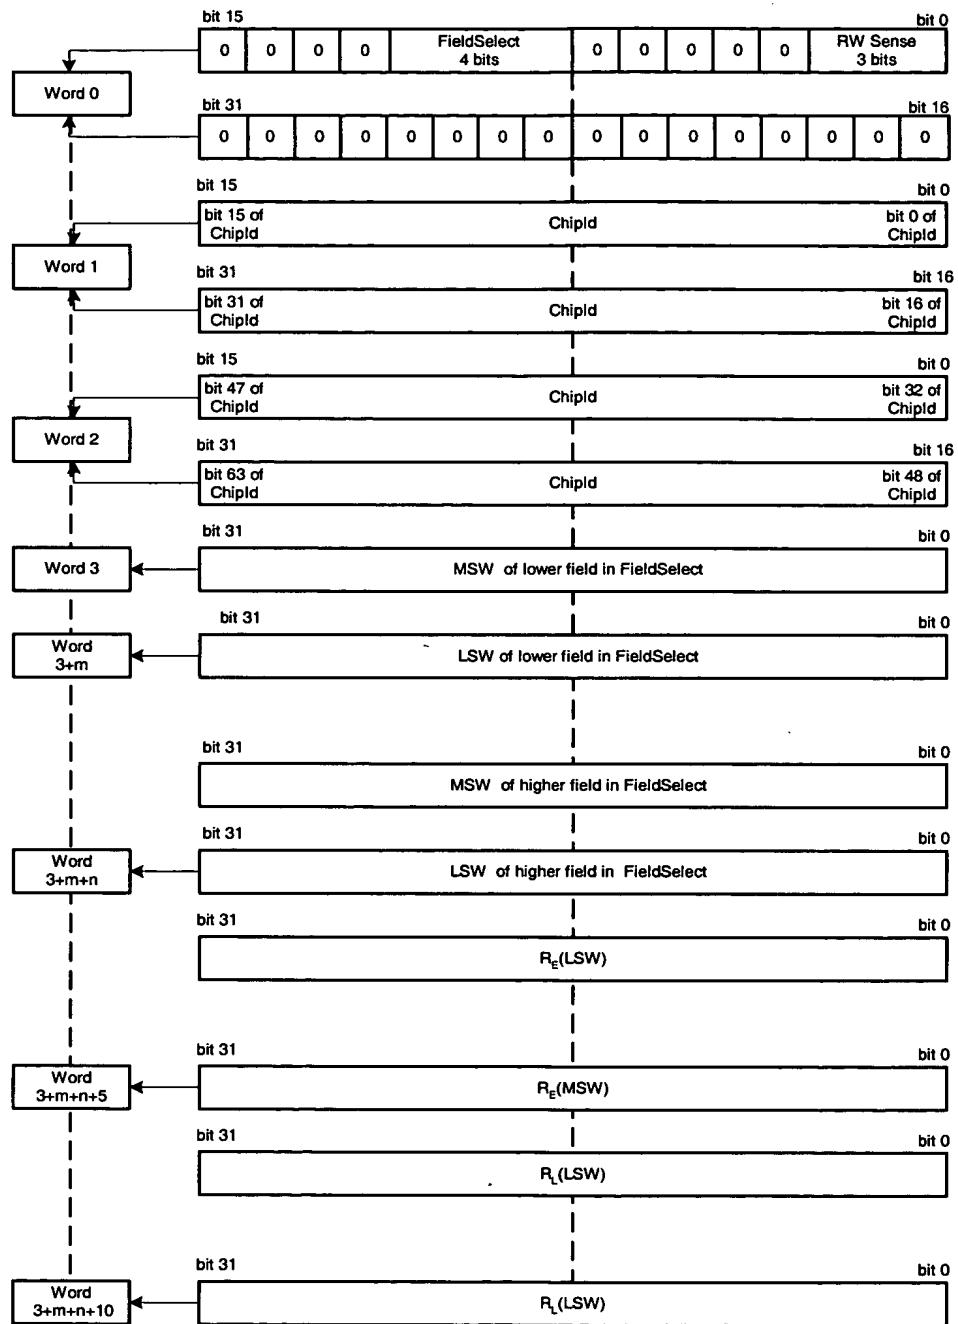 bit 15
bit 0
0 0 0 0 FieldSelect 0 0 0 0 0 RW Sense
4 bits 3 bits
Word 0
bit 31
bit 16
0 0 0 0 0 0 0 0 0 0 0 0 0 0 0 0
bit 15
bit 0
bit 15 of ChipId bit 0 of
ChipId ChipId
Word 1
bit 31
bit 16
bit 31 of ChipId bit 16 of
ChipId ChipId
bit 15
bit 0
bit 47 of ChipId bit 32 of
ChipId ChipId
Word 2
bit 31
bit 16
bit 63 of ChipId bit 48 of
ChipId ChipId
bit 31
bit 0
Word 3
MSW of lower field in FieldSelect
bit 31
bit 0
Word
3+m
LSW of lower field in FieldSelect
bit 31
bit 0
MSW of higher field in FieldSelect
bit 31
bit 0
Word
3+m+n
LSW of higher field in FieldSelect
bit 31
bit 0
R_E(LSW)
bit 31
bit 0
Word
3+m+n+5
R_E(MSW)
bit 31
bit 0
R_L(LSW)
bit 31
bit 0
Word
3+m+n+10
R_L(LSW)